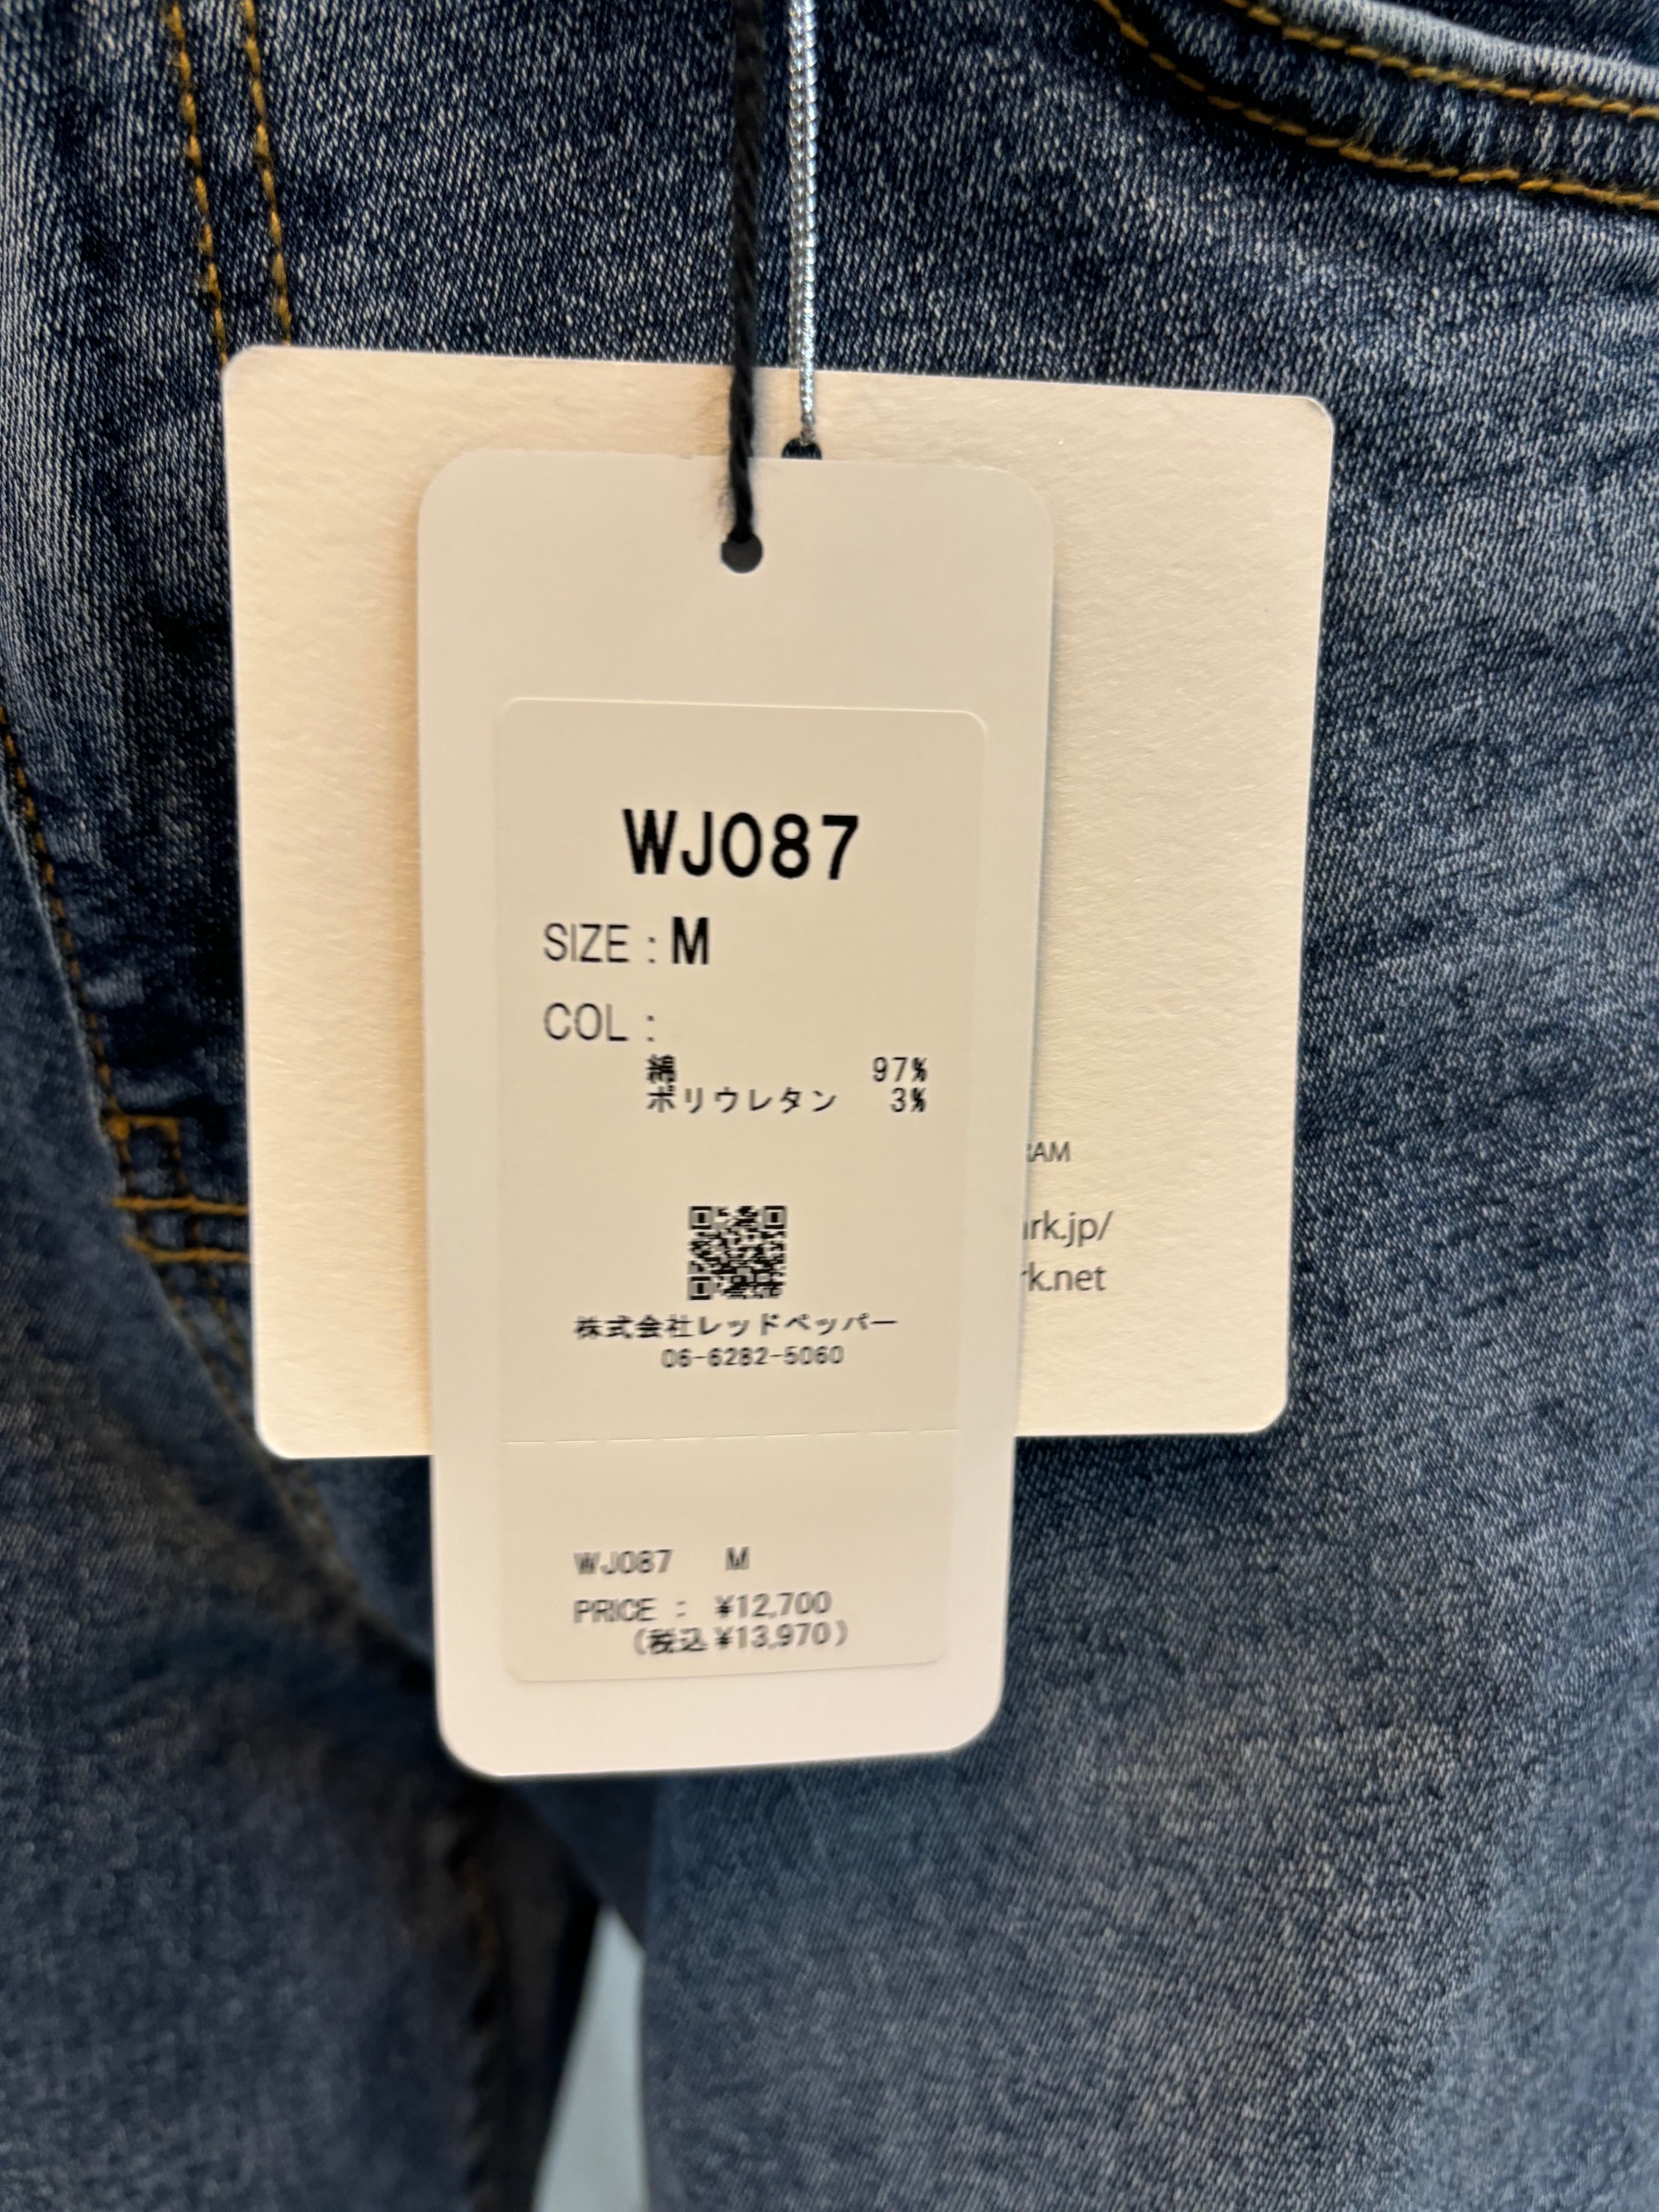 WJ087
SIZE : M
COL :
綿 97%
ポリウレタン 3%
RAM
ark.jp/
rk.net
株式会社レッドペッパー
06-6282-5060
WJ087 M
PRICE : ¥12,700
(税込¥13,970)